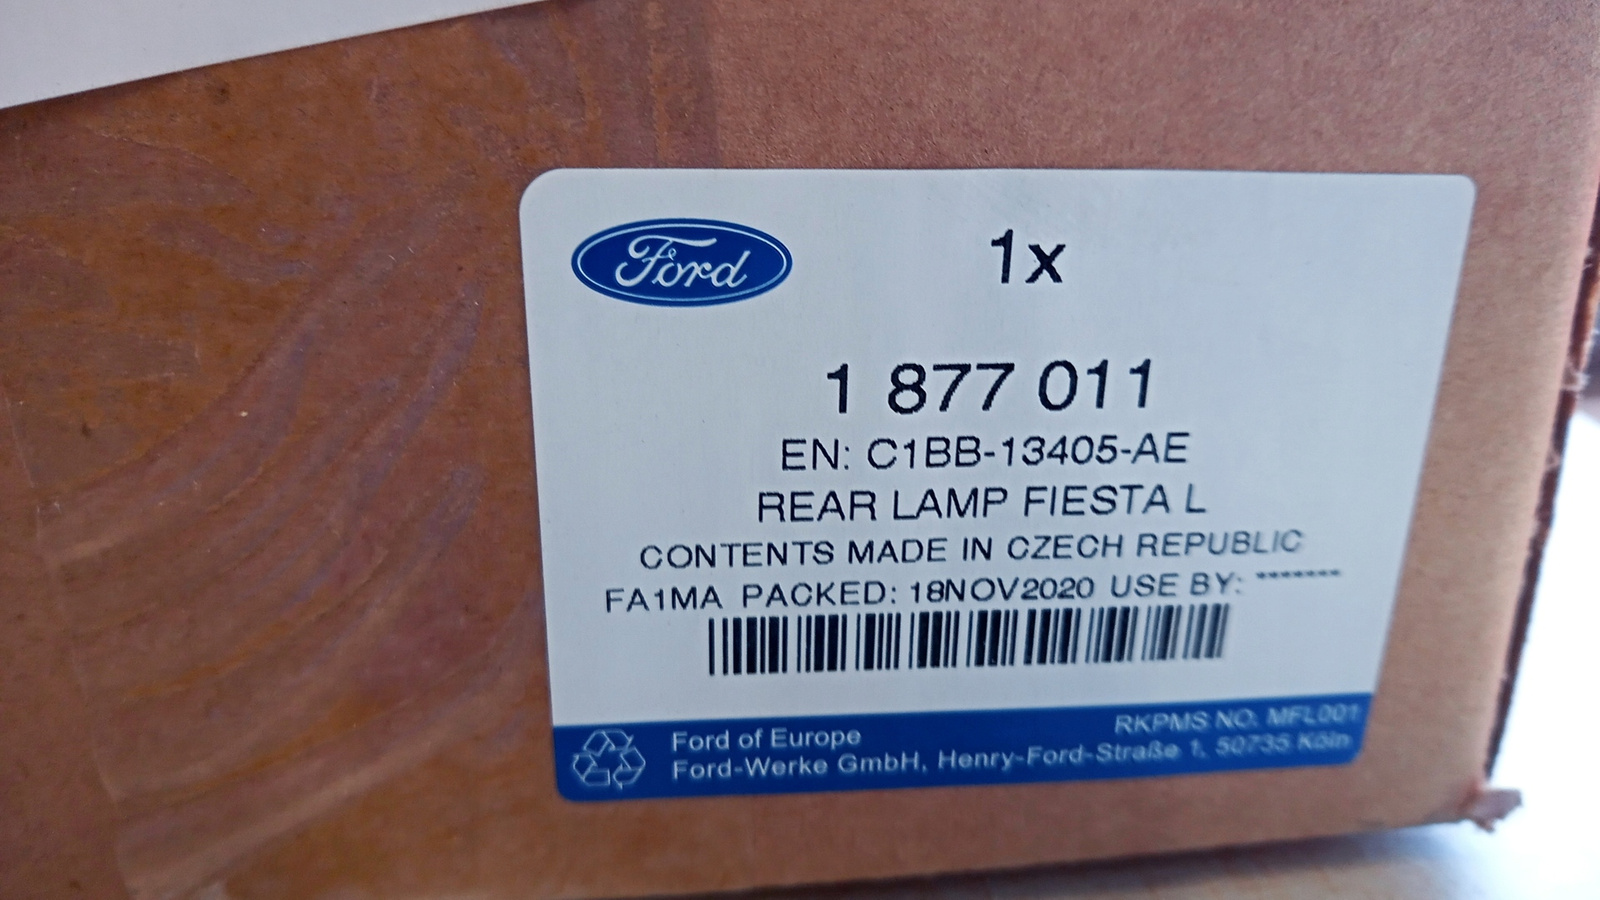 Ford
1x
1 877 011
EN: C1BB-13405-AE
REAR LAMP FIESTA L
CONTENTS MADE IN CZECH REPUBLIC
FA1MA PACKED: 18NOV2020 USE BY: *******
RKPMS NO. MFL001
Ford of Europe
Ford-Werke GmbH, Henry-Ford-Straße 1, 50735 Köln